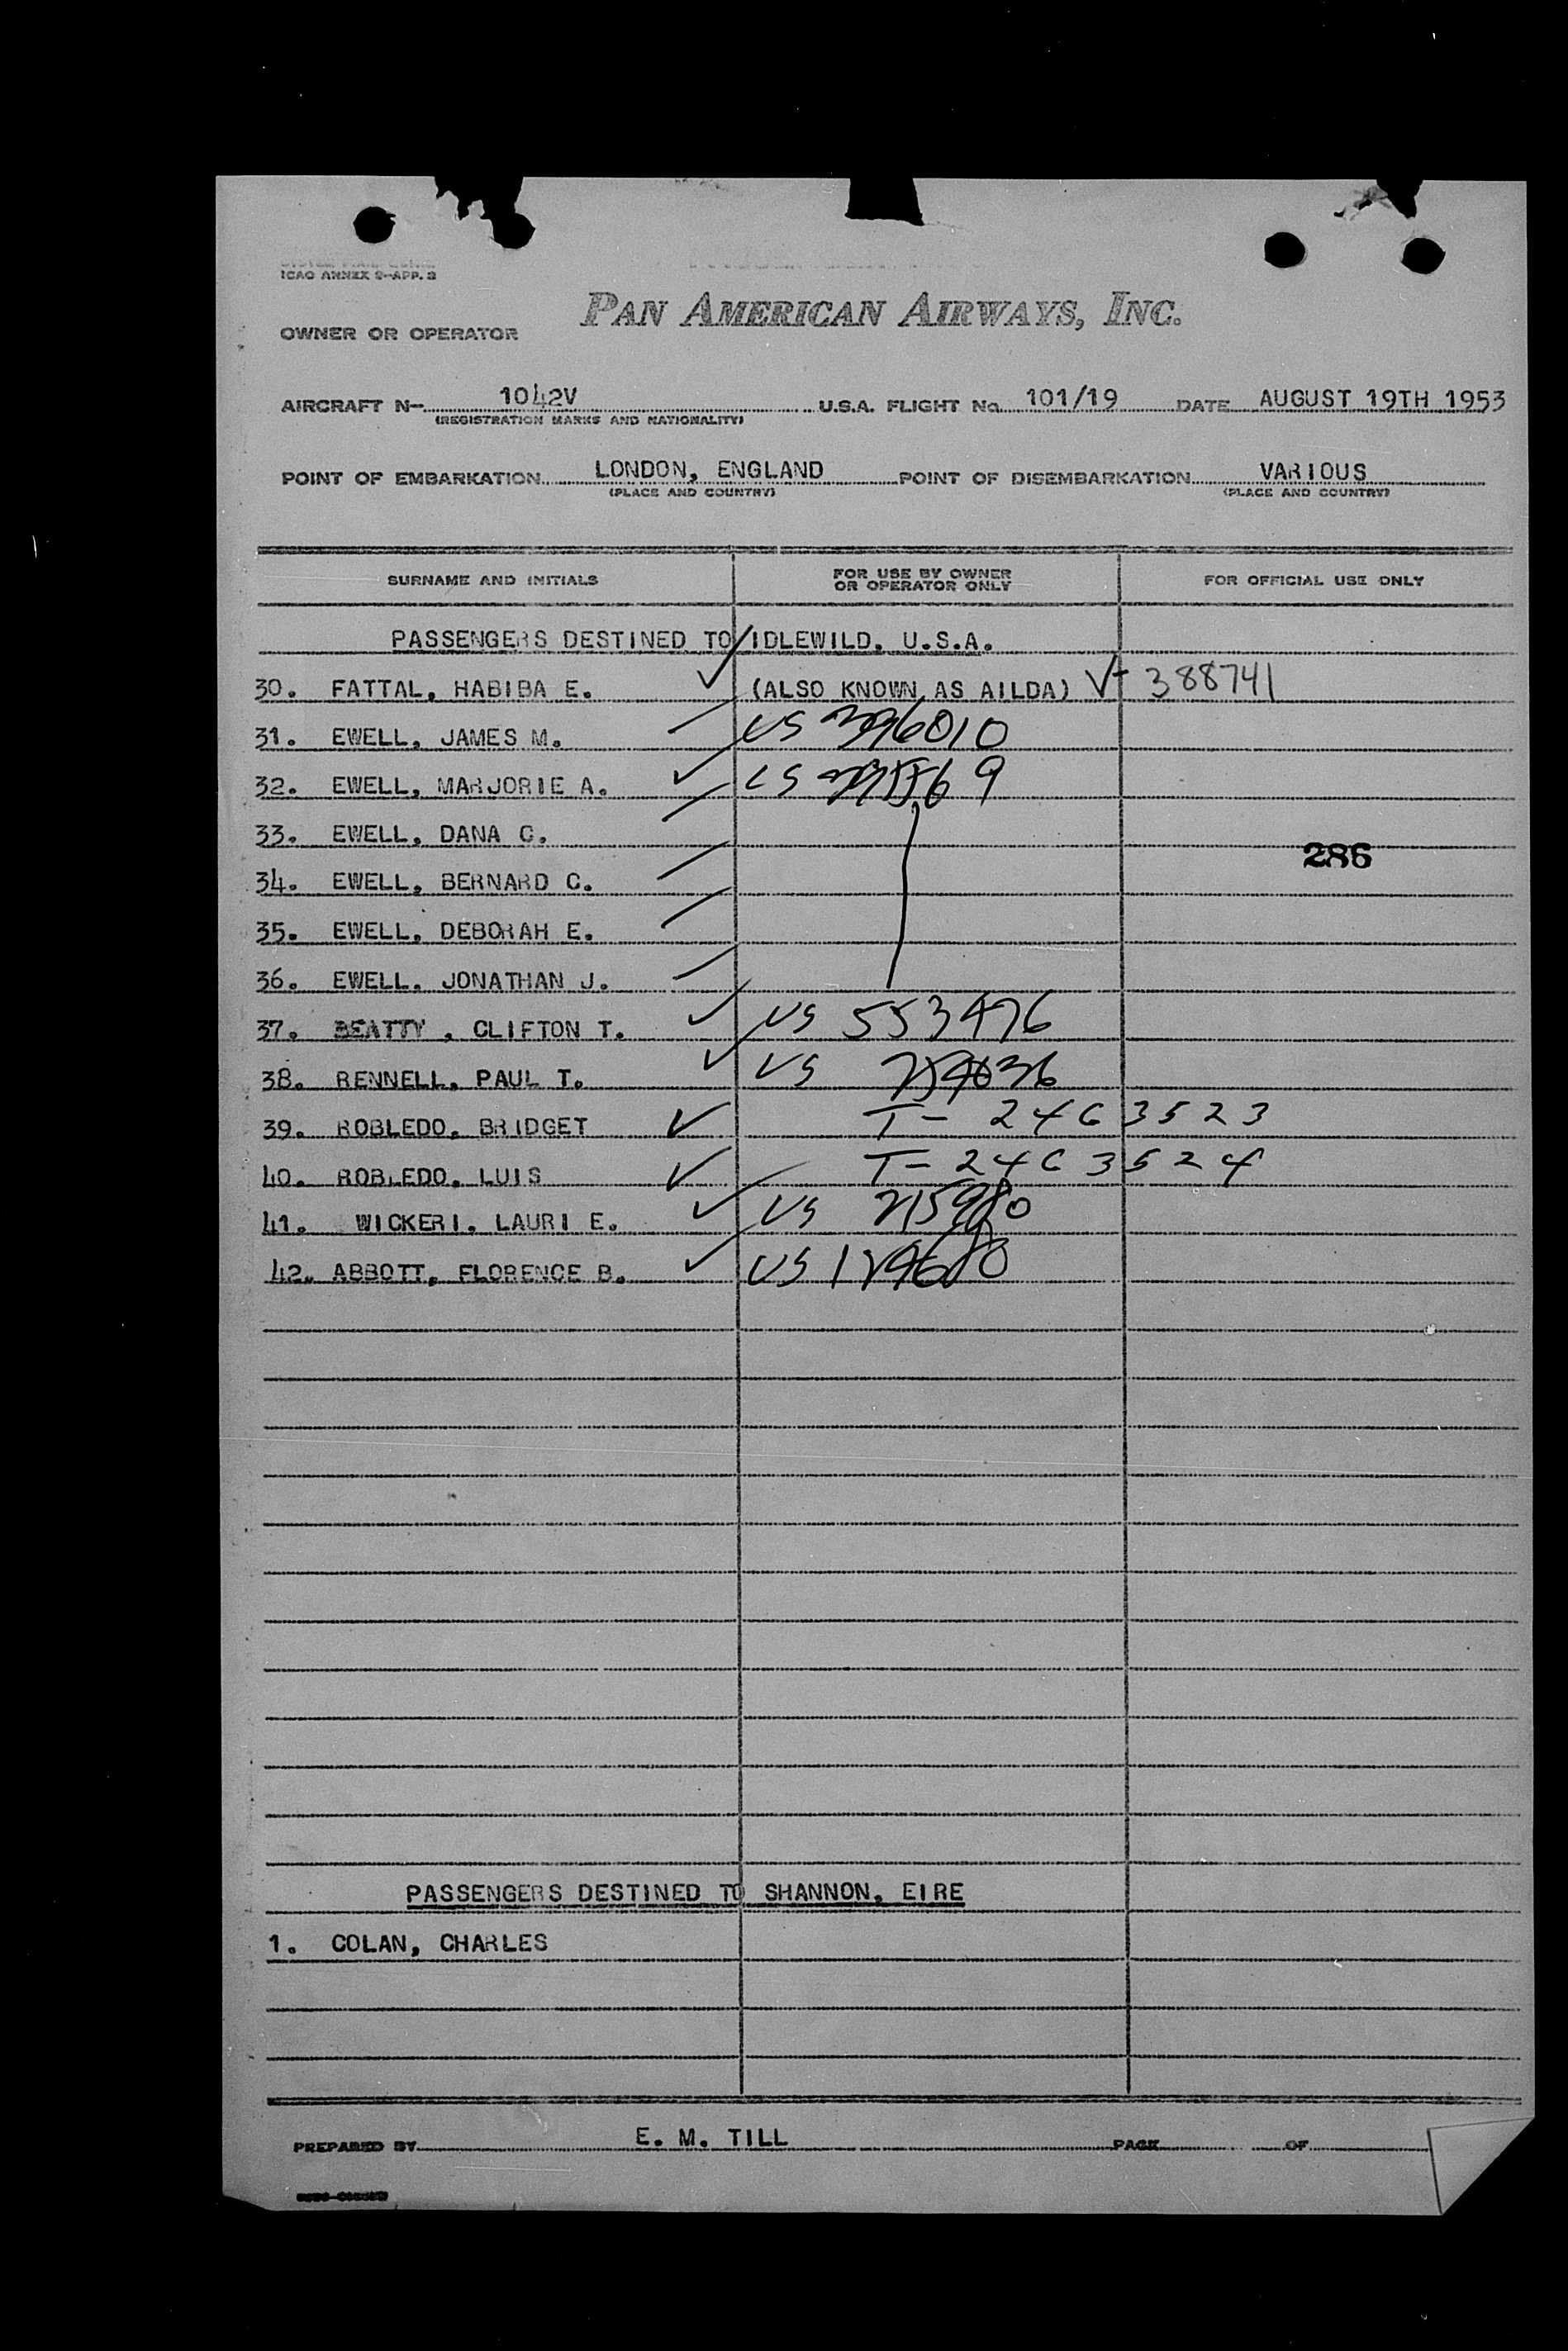 ICAO ANNEX 9-APP. 3
OWNER OR OPERATOR PAN AMERICAN AIRWAYS, INC.
AIRCRAFT N- 1042V U.S.A. FLIGHT No. 101/19 DATE AUGUST 19TH 1953
(REGISTRATION MARKS AND NATIONALITY)
POINT OF EMBARKATION LONDON, ENGLAND POINT OF DISEMBARKATION VARIOUS
(PLACE AND COUNTRY) (PLACE AND COUNTRY)
SURNAME AND INITIALS FOR USE BY OWNER OR OPERATOR ONLY FOR OFFICIAL USE ONLY
PASSENGERS DESTINED TO IDLEWILD, U.S.A.
30. FATTAL, HABIBA E. (ALSO KNOWN AS AILDA) V- 388741
31. EWELL, JAMES M. US 396010
32. EWELL, MARJORIE A.
33. EWELL, DANA C.
286
34. EWELL, BERNARD C.
35. EWELL, DEBORAH E.
36. EWELL, JONATHAN J.
37. BEATTY, CLIFTON T. US 553476
38. RENNELL, PAUL T. US
39. ROBLEDO, BRIDGET T- 2463523
40. ROBLEDO, LUIS T- 2463524
41. WICKERI, LAURI E. US 215980
42. ABBOTT, FLORENCE B. US
PASSENGERS DESTINED TO SHANNON, EIRE
1. COLAN, CHARLES
PREPARED BY E. M. TILL PAGE OF